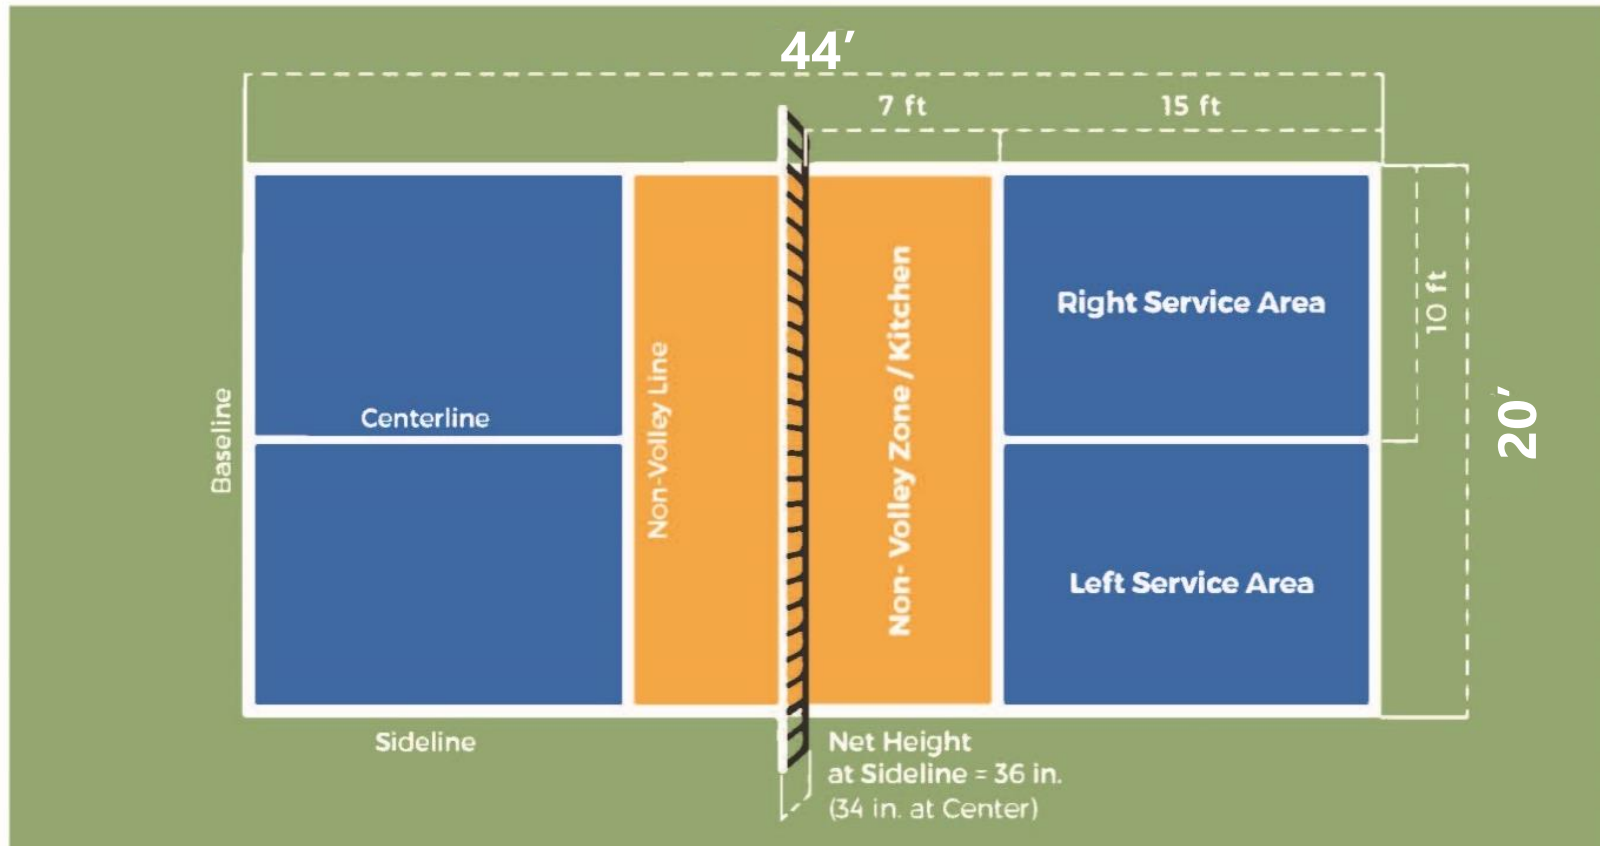 44′
7 ft
15 ft
Right Service Area
10 ft
Non- Volley Zone / Kitchen
Non-Volley Line
Centerline
Baseline
20′
Left Service Area
Sideline
Net Height
at Sideline = 36 in.
(34 in. at Center)